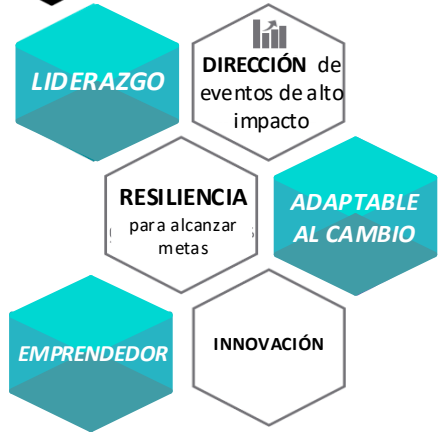 LIDERAZGO
DIRECCIÓN de
eventos de alto
impacto
RESILIENCIA
para alcanzar
metas
ADAPTABLE
AL CAMBIO
EMPRENDEDOR
INNOVACIÓN